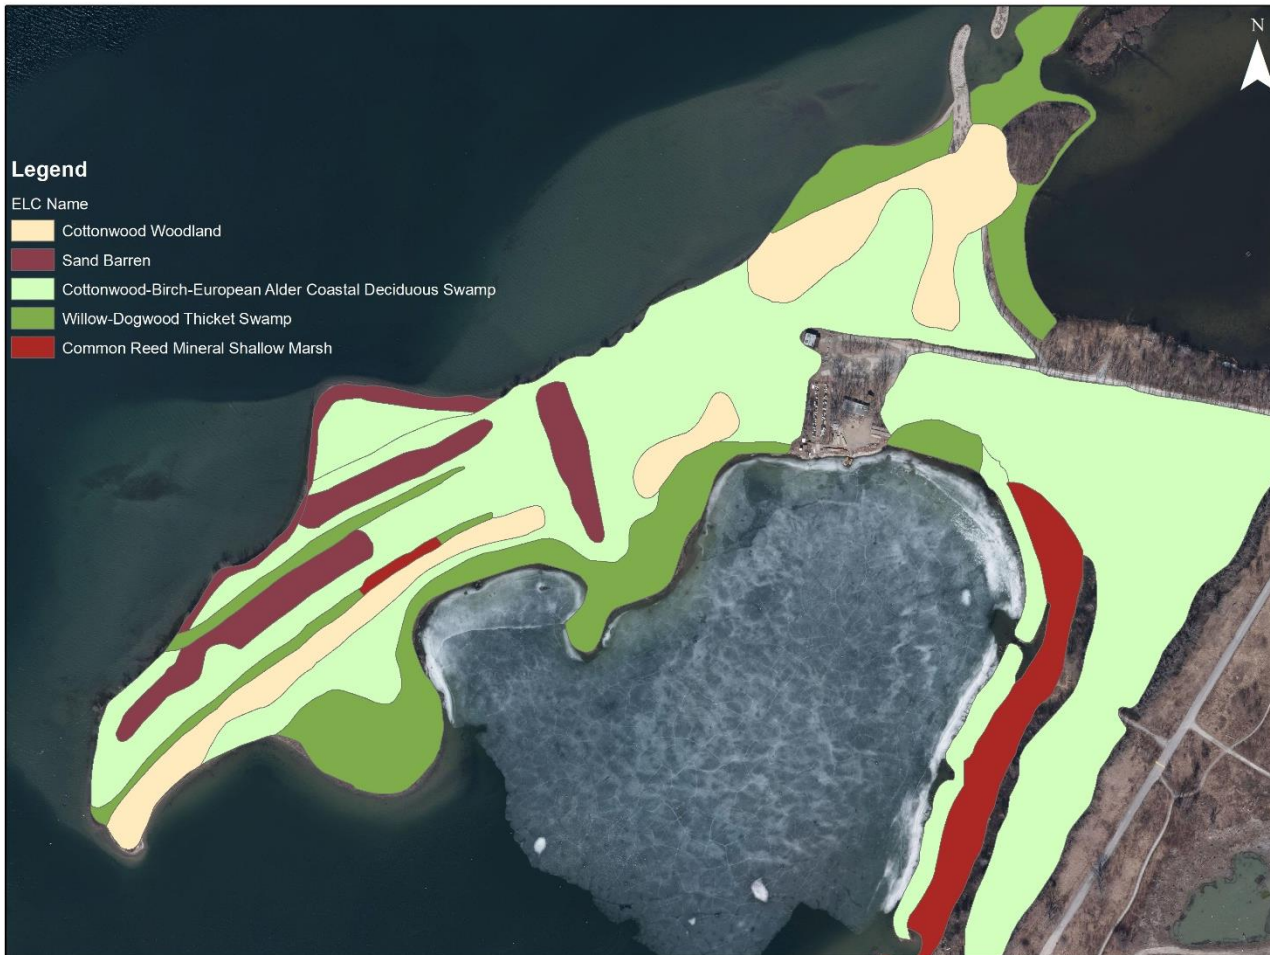 N
Legend
ELC Name
Cottonwood Woodland
Sand Barren
Cottonwood-Birch-European Alder Coastal Deciduous Swamp
Willow-Dogwood Thicket Swamp
Common Reed Mineral Shallow Marsh